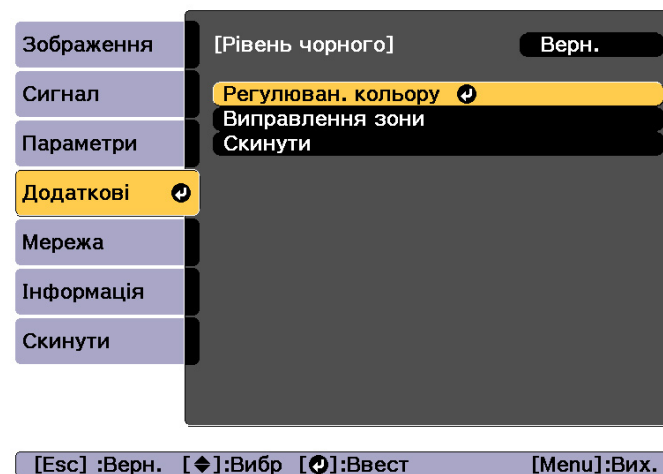 Зображення
Сигнал
Параметри
Додаткові
Мережа
Інформація
Скинути
[Рівень чорного] Верн.
Регулюван. кольору
Виправлення зони
Скинути
[Esc] :Верн. [◆]:Вибр [↵]:Ввест [Menu]:Вих.